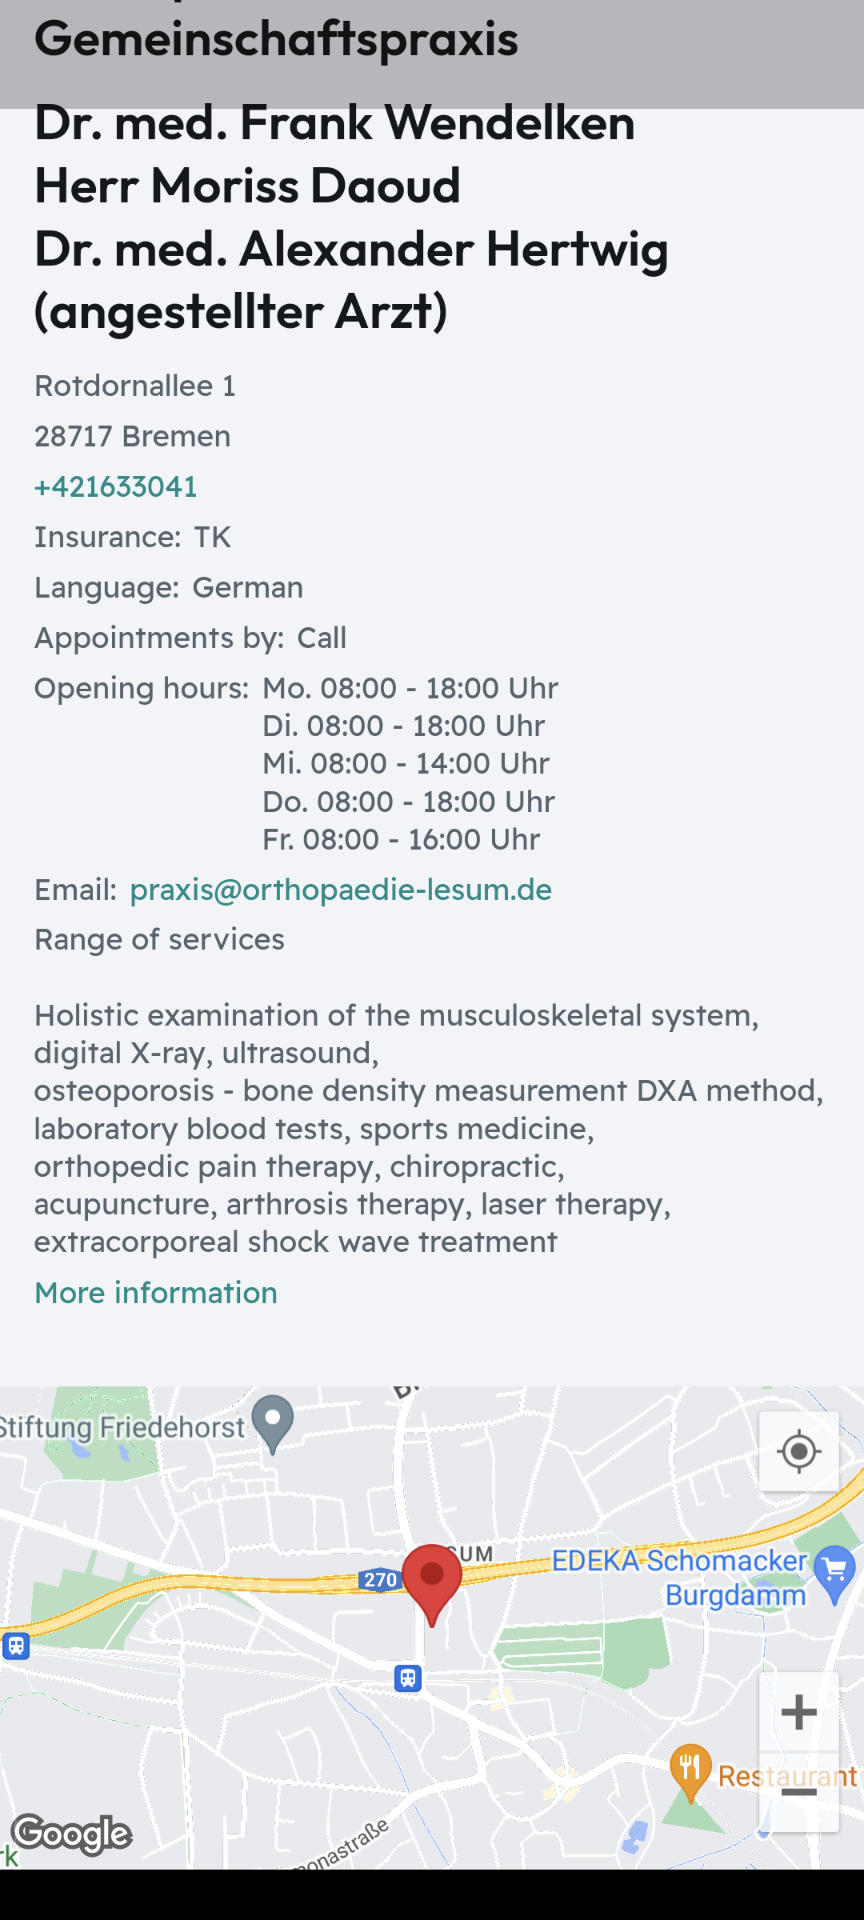 Gemeinschaftspraxis
Dr. med. Frank Wendelken
Herr Moriss Daoud
Dr. med. Alexander Hertwig
(angestellter Arzt)
Rotdornallee 1
28717 Bremen
+421633041
Insurance: TK
Language: German
Appointments by: Call
Opening hours: Mo. 08:00 - 18:00 Uhr
Di. 08:00 - 18:00 Uhr
Mi. 08:00 - 14:00 Uhr
Do. 08:00 - 18:00 Uhr
Fr. 08:00 - 16:00 Uhr
Email: praxis@orthopaedie-lesum.de
Range of services
Holistic examination of the musculoskeletal system,
digital X-ray, ultrasound,
osteoporosis - bone density measurement DXA method,
laboratory blood tests, sports medicine,
orthopedic pain therapy, chiropractic,
acupuncture, arthrosis therapy, laser therapy,
extracorporeal shock wave treatment
More information
Stiftung Friedehorst
SUM
EDEKA Schomacker
Burgdamm
270
Restaurant
Google
monastraße
rk